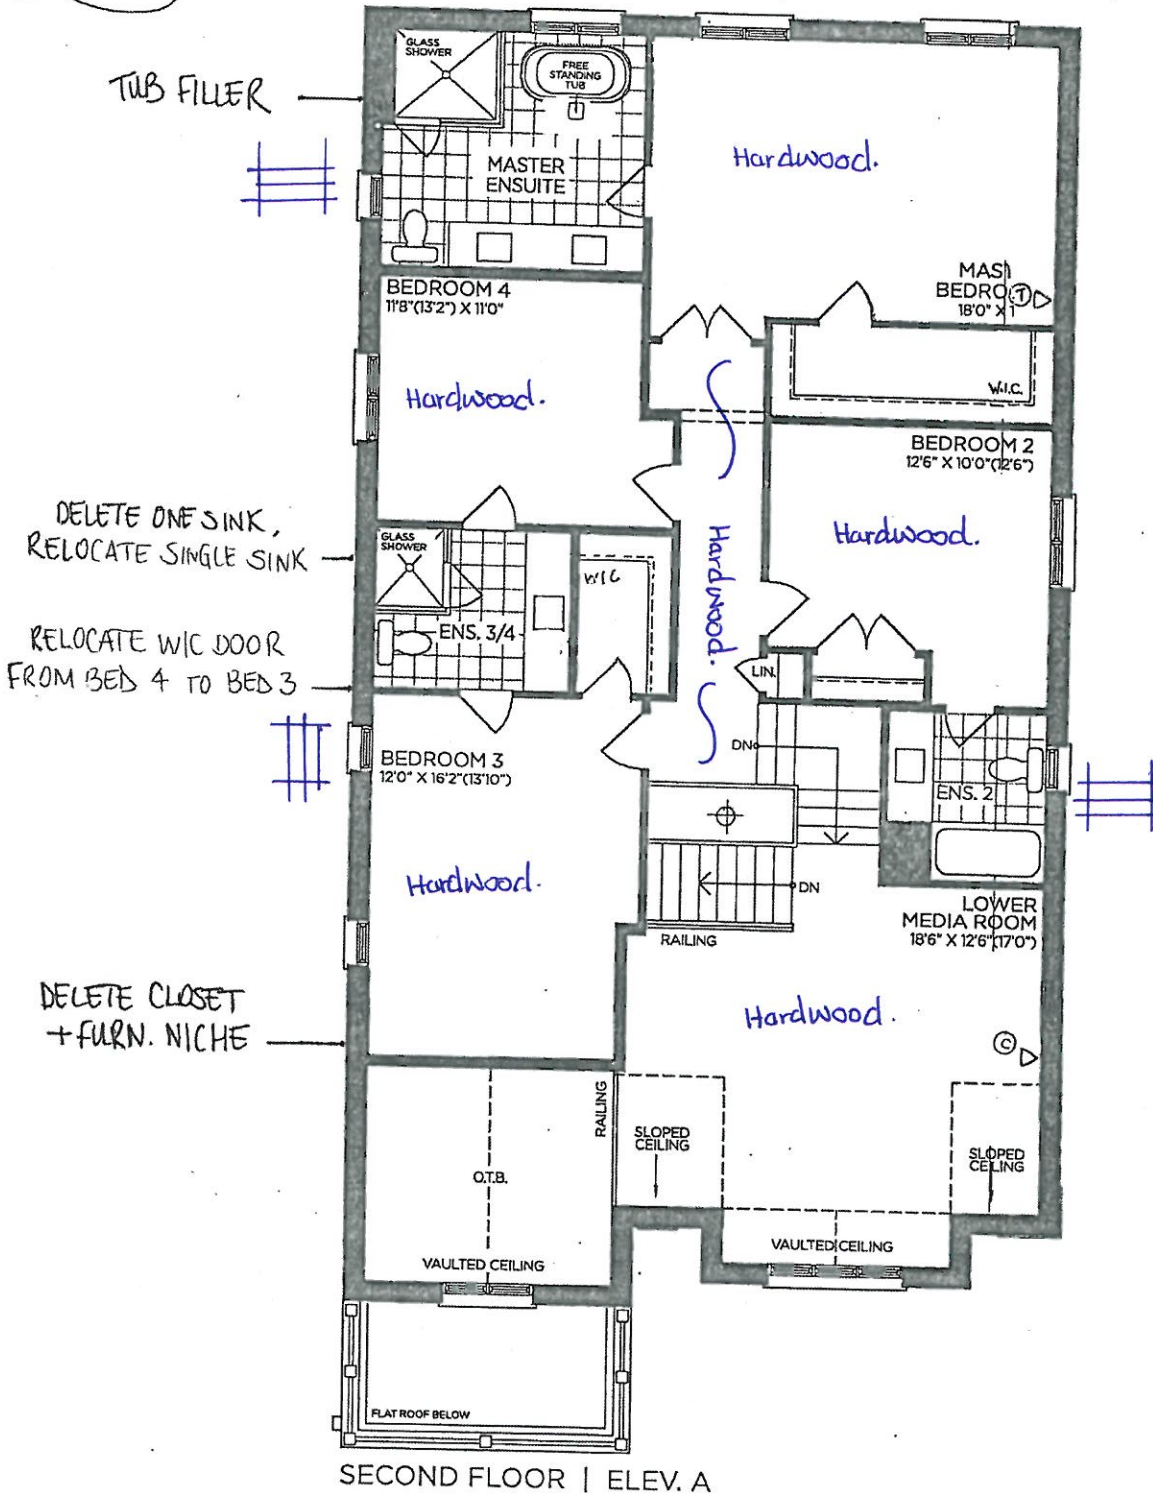 GLASS
SHOWER
FREE
STANDING
TUB
TUB FILLER
MASTER
ENSUITE
Hardwood.
MAS
BEDRO
T
18'0" X 1
BEDROOM 4
11'8"(13'2") X 11'0"
W.I.C.
Hardwood.
BEDROOM 2
12'6" X 10'0"(12'6")
DELETE ONE SINK,
RELOCATE SINGLE SINK
GLASS
SHOWER
WIC
Hardwood.
Hardwood.
ENS. 3/4
RELOCATE W/C DOOR
FROM BED 4 TO BED 3
LIN.
BEDROOM 3
12'0" X 16'2"(13'10")
DN
ENS. 2
Hardwood.
DN
RAILING
LOWER
MEDIA ROOM
18'6" X 12'6"(17'0")
DELETE CLOSET
+ FURN. NICHE
Hardwood.
C
RAILING
SLOPED
CEILING
SLOPED
CEILING
O.T.B.
VAULTED CEILING
VAULTED CEILING
FLAT ROOF BELOW
SECOND FLOOR | ELEV. A